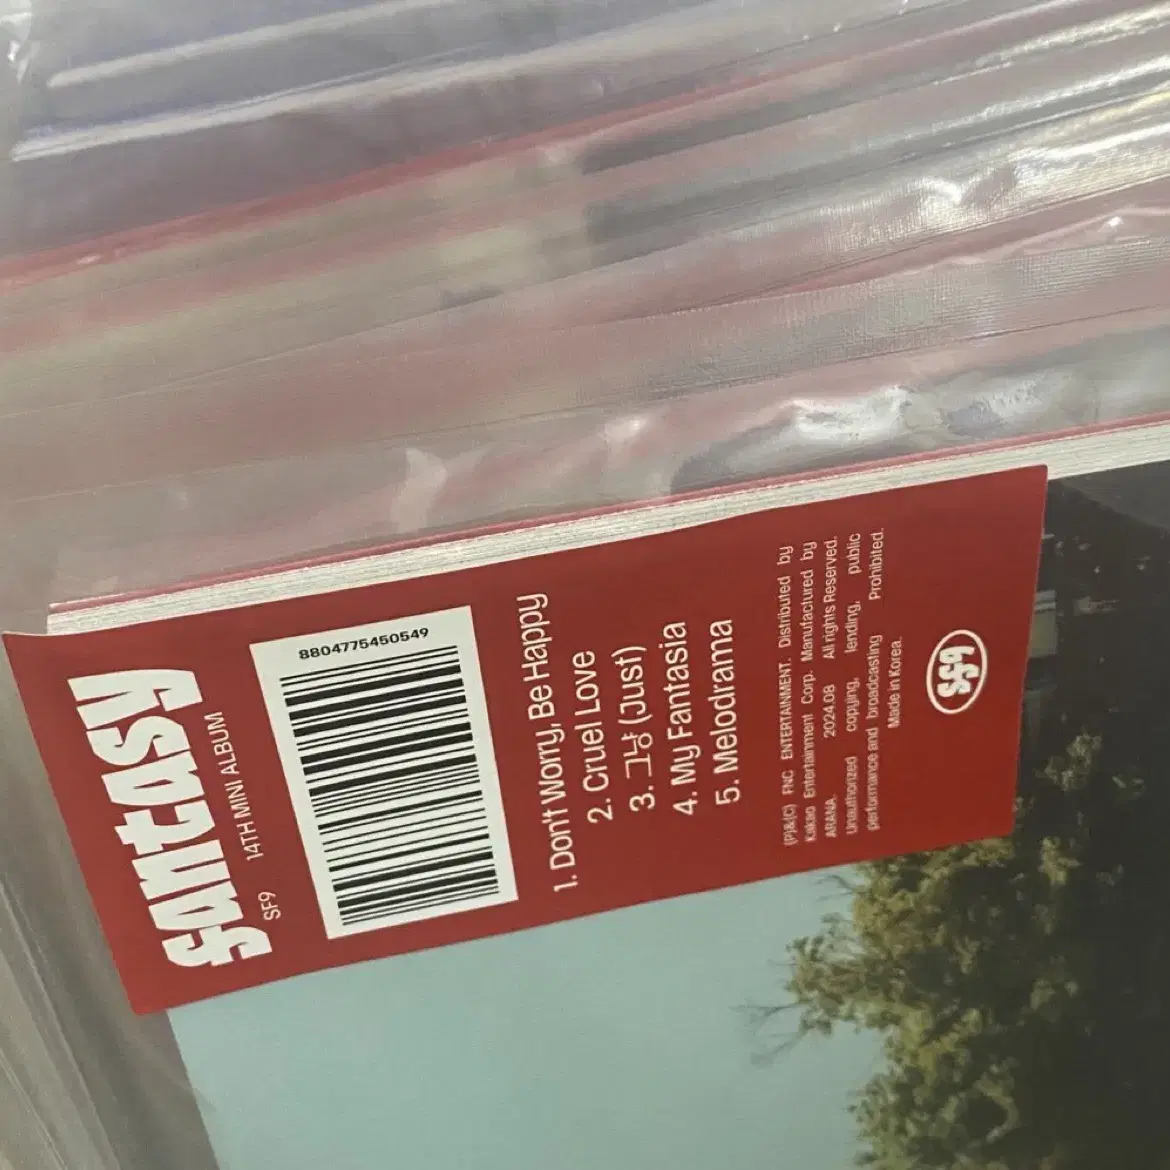 fantasy
SF9 14TH MINI ALBUM
8804775450549
1. Don't Worry, Be Happy
2. Cruel Love
3. 그냥 (Just)
4. My Fantasia
5. Melodrama
(P)&(C) FNC ENTERTAINMENT. Distributed by
Kakao Entertainment Corp. Manufactured by
ARANA. 2024.08 All rights Reserved.
Unauthorized copying, lending, public
performance and broadcasting Prohibited.
Made in Korea.
SF9